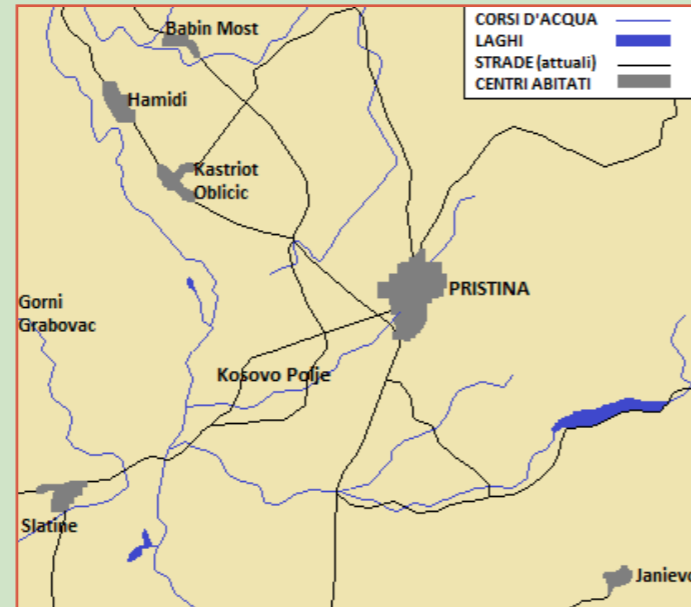 CORSI D'ACQUA
LAGHI
STRADE (attuali)
CENTRI ABITATI
Babin Most
Hamidi
Kastriot
Oblicic
PRISTINA
Gorni
Grabovac
Kosovo Polje
Slatine
Janievo